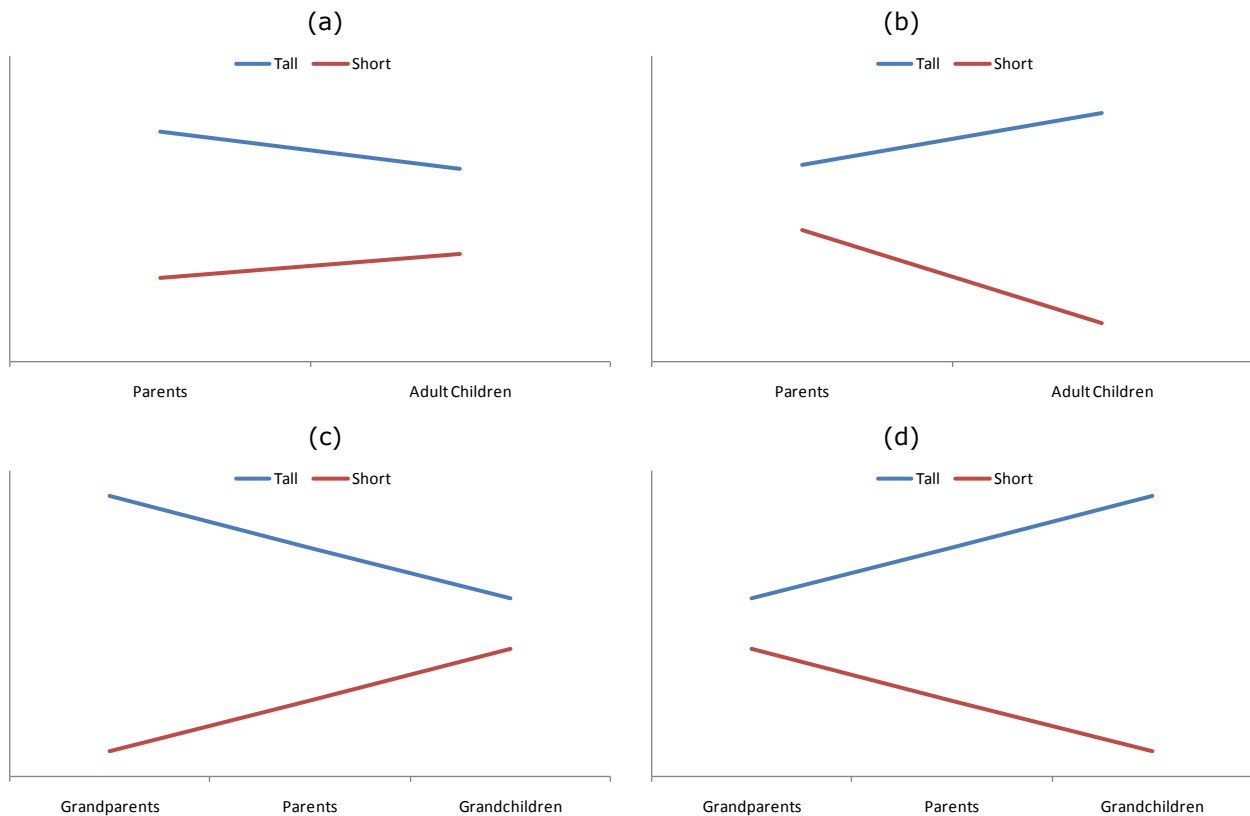 (a)
Tall Short
Parents Adult Children
(b)
Tall Short
Parents Adult Children
(c)
Tall Short
Grandparents Parents Grandchildren
(d)
Tall Short
Grandparents Parents Grandchildren